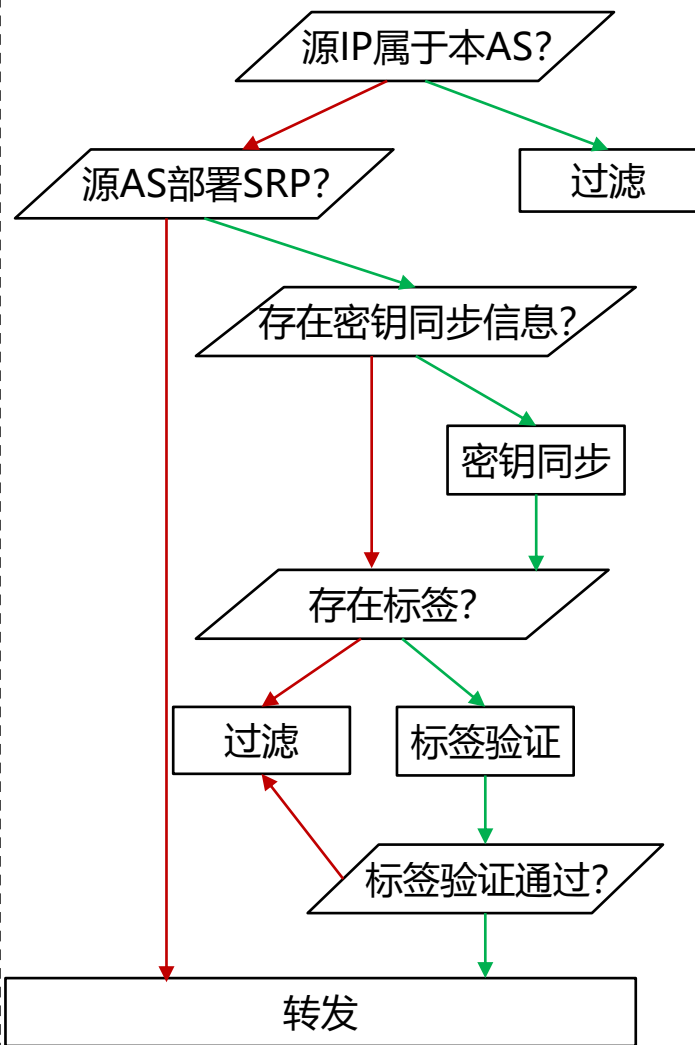 源IP属于本AS?
源AS部署SRP?
过滤
存在密钥同步信息?
密钥同步
存在标签?
过滤
标签验证
标签验证通过?
转发